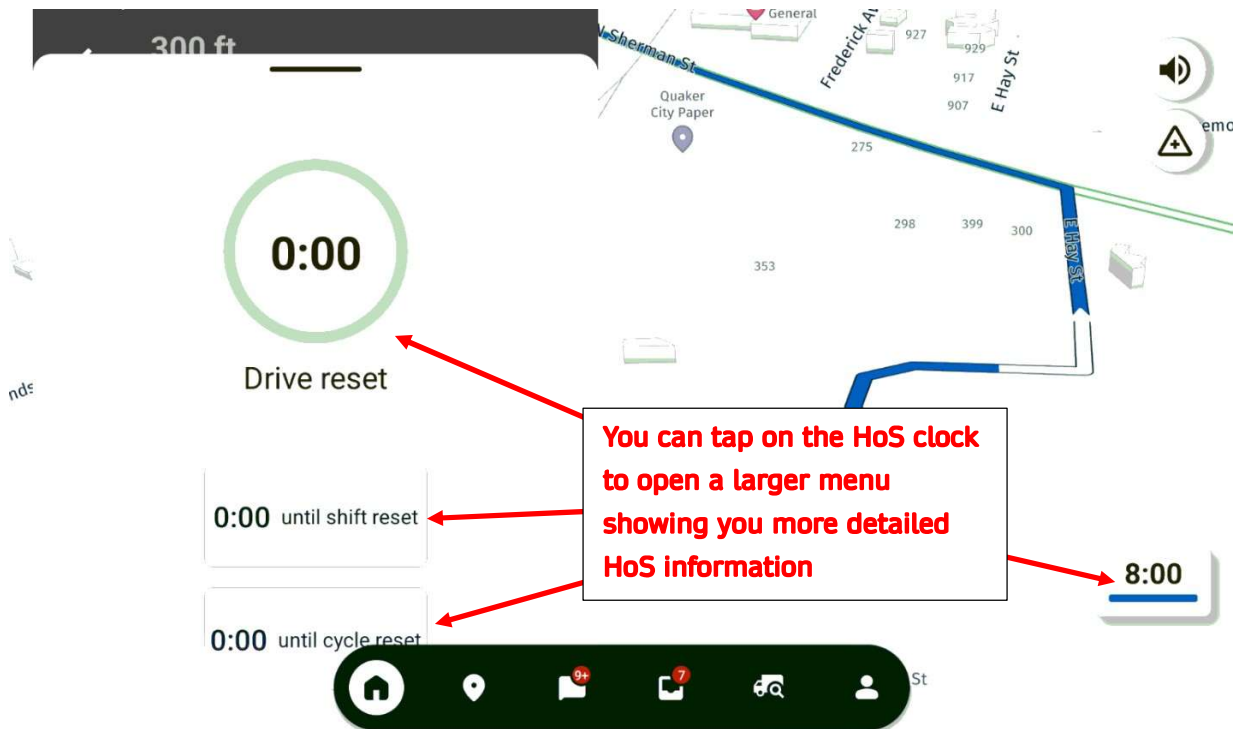 300 ft
0:00
Drive reset
0:00 until shift reset
0:00 until cycle reset
General
N Sherman St
Frederick Av
927
929
917
907
E Hay St
Quaker
City Paper
275
298
399
300
353
E Hay St
You can tap on the HoS clock
to open a larger menu
showing you more detailed
HoS information
8:00
9+
7
St